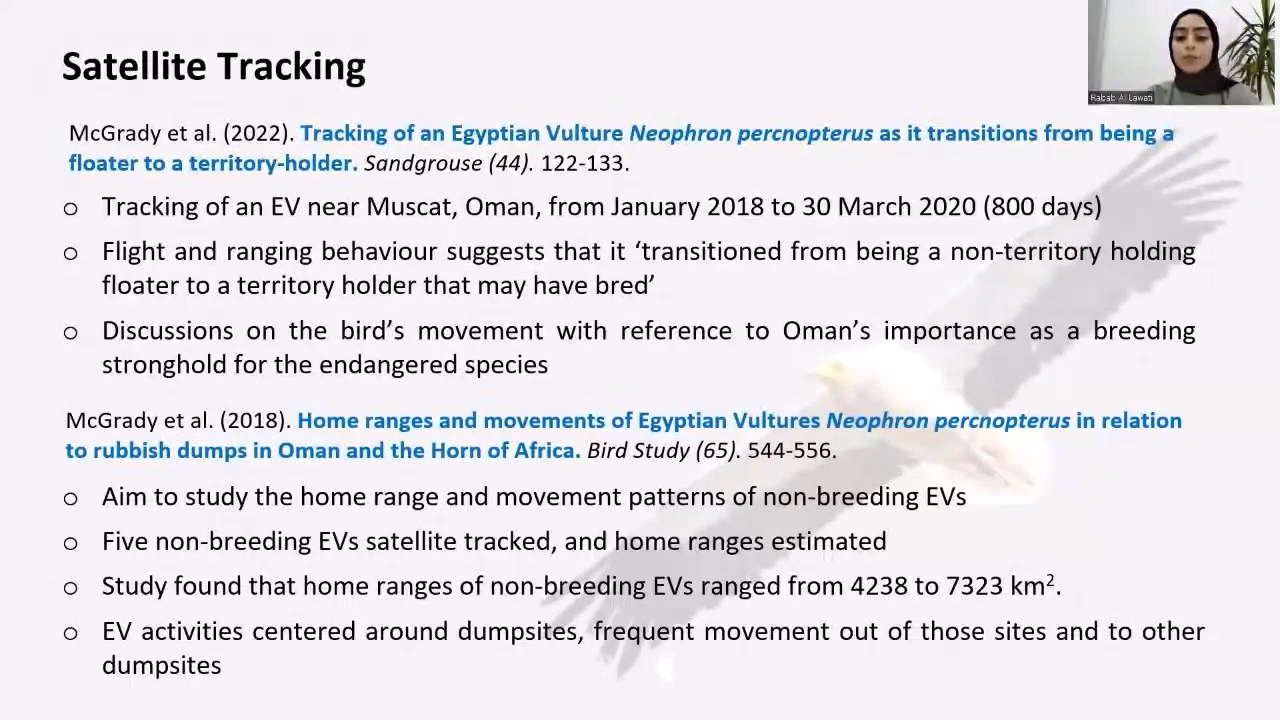 Satellite Tracking
Rabab Al Lawati
McGrady et al. (2022). Tracking of an Egyptian Vulture Neophron percnopterus as it transitions from being a
floater to a territory-holder. Sandgrouse (44). 122-133.
o Tracking of an EV near Muscat, Oman, from January 2018 to 30 March 2020 (800 days)
o Flight and ranging behaviour suggests that it ‘transitioned from being a non-territory holding
floater to a territory holder that may have bred’
o Discussions on the bird’s movement with reference to Oman’s importance as a breeding
stronghold for the endangered species
McGrady et al. (2018). Home ranges and movements of Egyptian Vultures Neophron percnopterus in relation
to rubbish dumps in Oman and the Horn of Africa. Bird Study (65). 544-556.
o Aim to study the home range and movement patterns of non-breeding EVs
o Five non-breeding EVs satellite tracked, and home ranges estimated
o Study found that home ranges of non-breeding EVs ranged from 4238 to 7323 km².
o EV activities centered around dumpsites, frequent movement out of those sites and to other
dumpsites